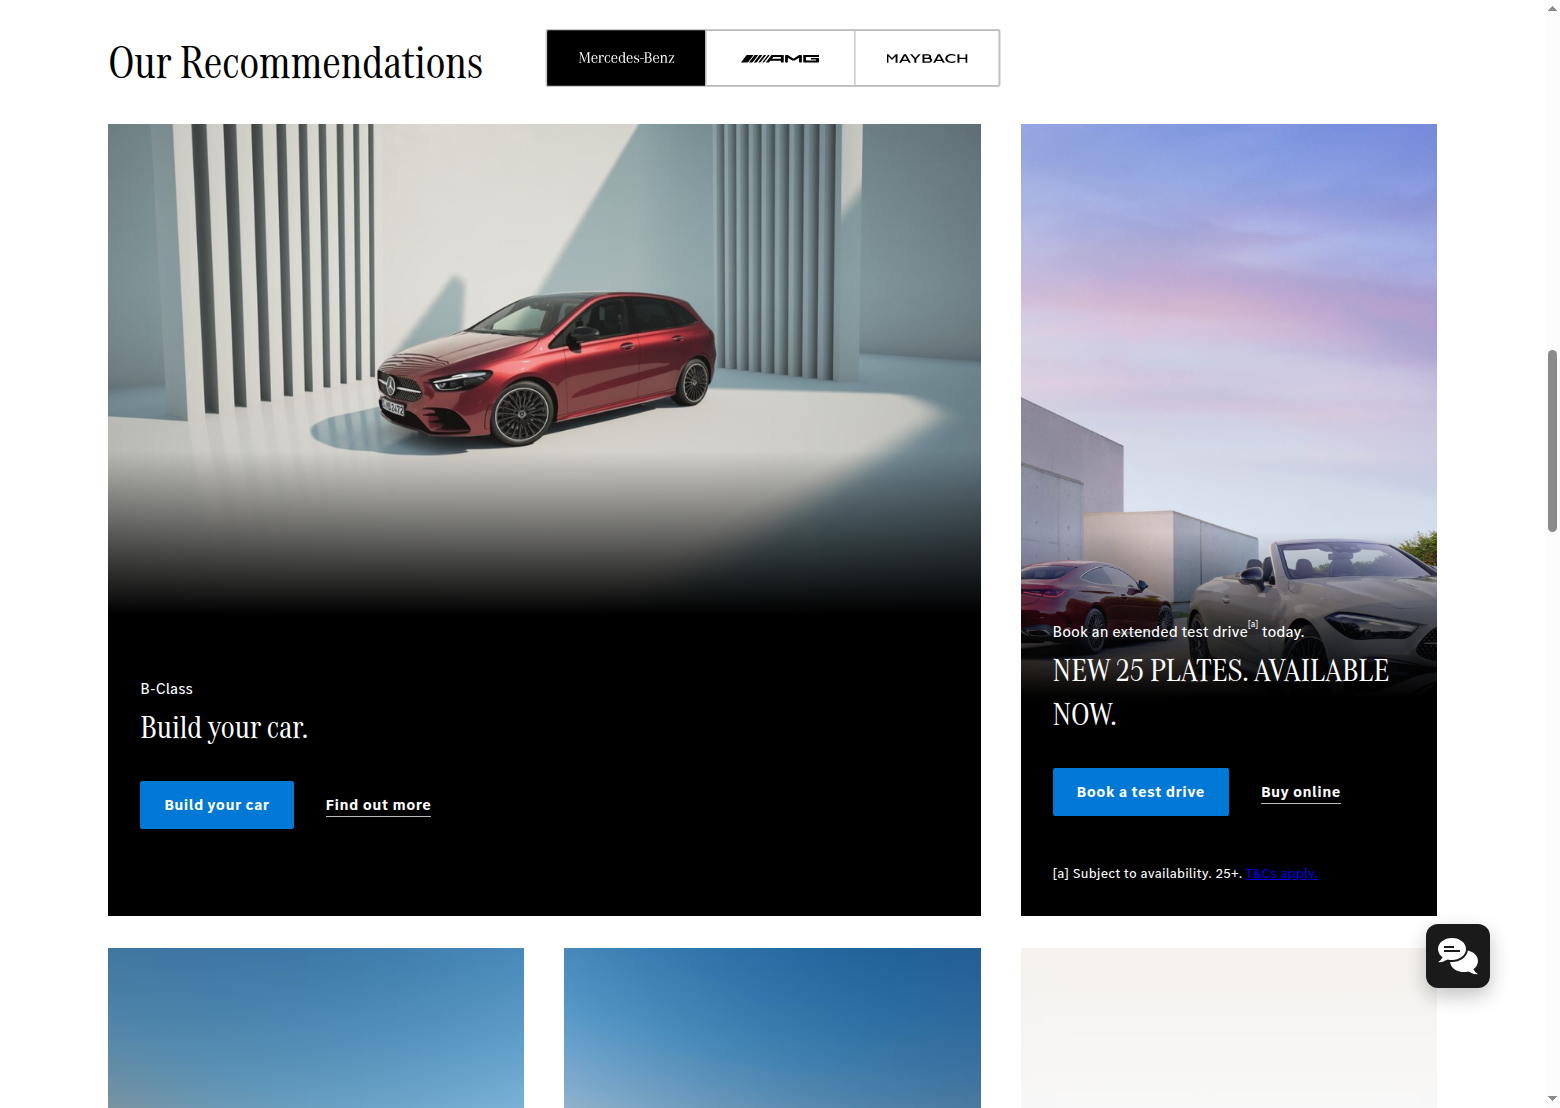 Our Recommendations
Mercedes-Benz
AMG
MAYBACH
B-Class
Build your car.
Build your car
Find out more
Book an extended test drive[a] today.
NEW 25 PLATES. AVAILABLE
NOW.
Book a test drive
Buy online
[a] Subject to availability. 25+. T&Cs apply.